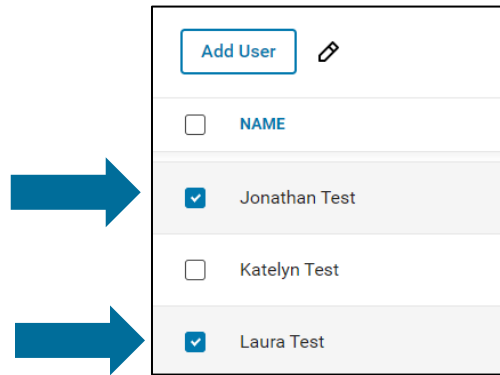 Add User
NAME
Jonathan Test
Katelyn Test
Laura Test